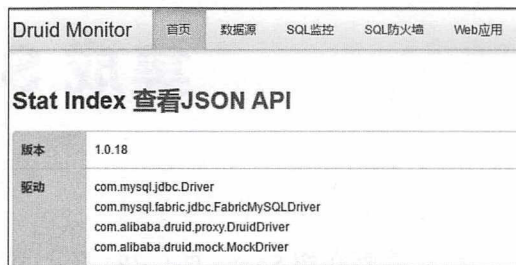 Druid Monitor 首页 数据源 SQL监控 SQL防火墙 Web应用
Stat Index 查看JSON API
版本 1.0.18
驱动 com.mysql.jdbc.Driver
com.mysql.fabric.jdbc.FabricMySQLDriver
com.alibaba.druid.proxy.DruidDriver
com.alibaba.druid.mock.MockDriver